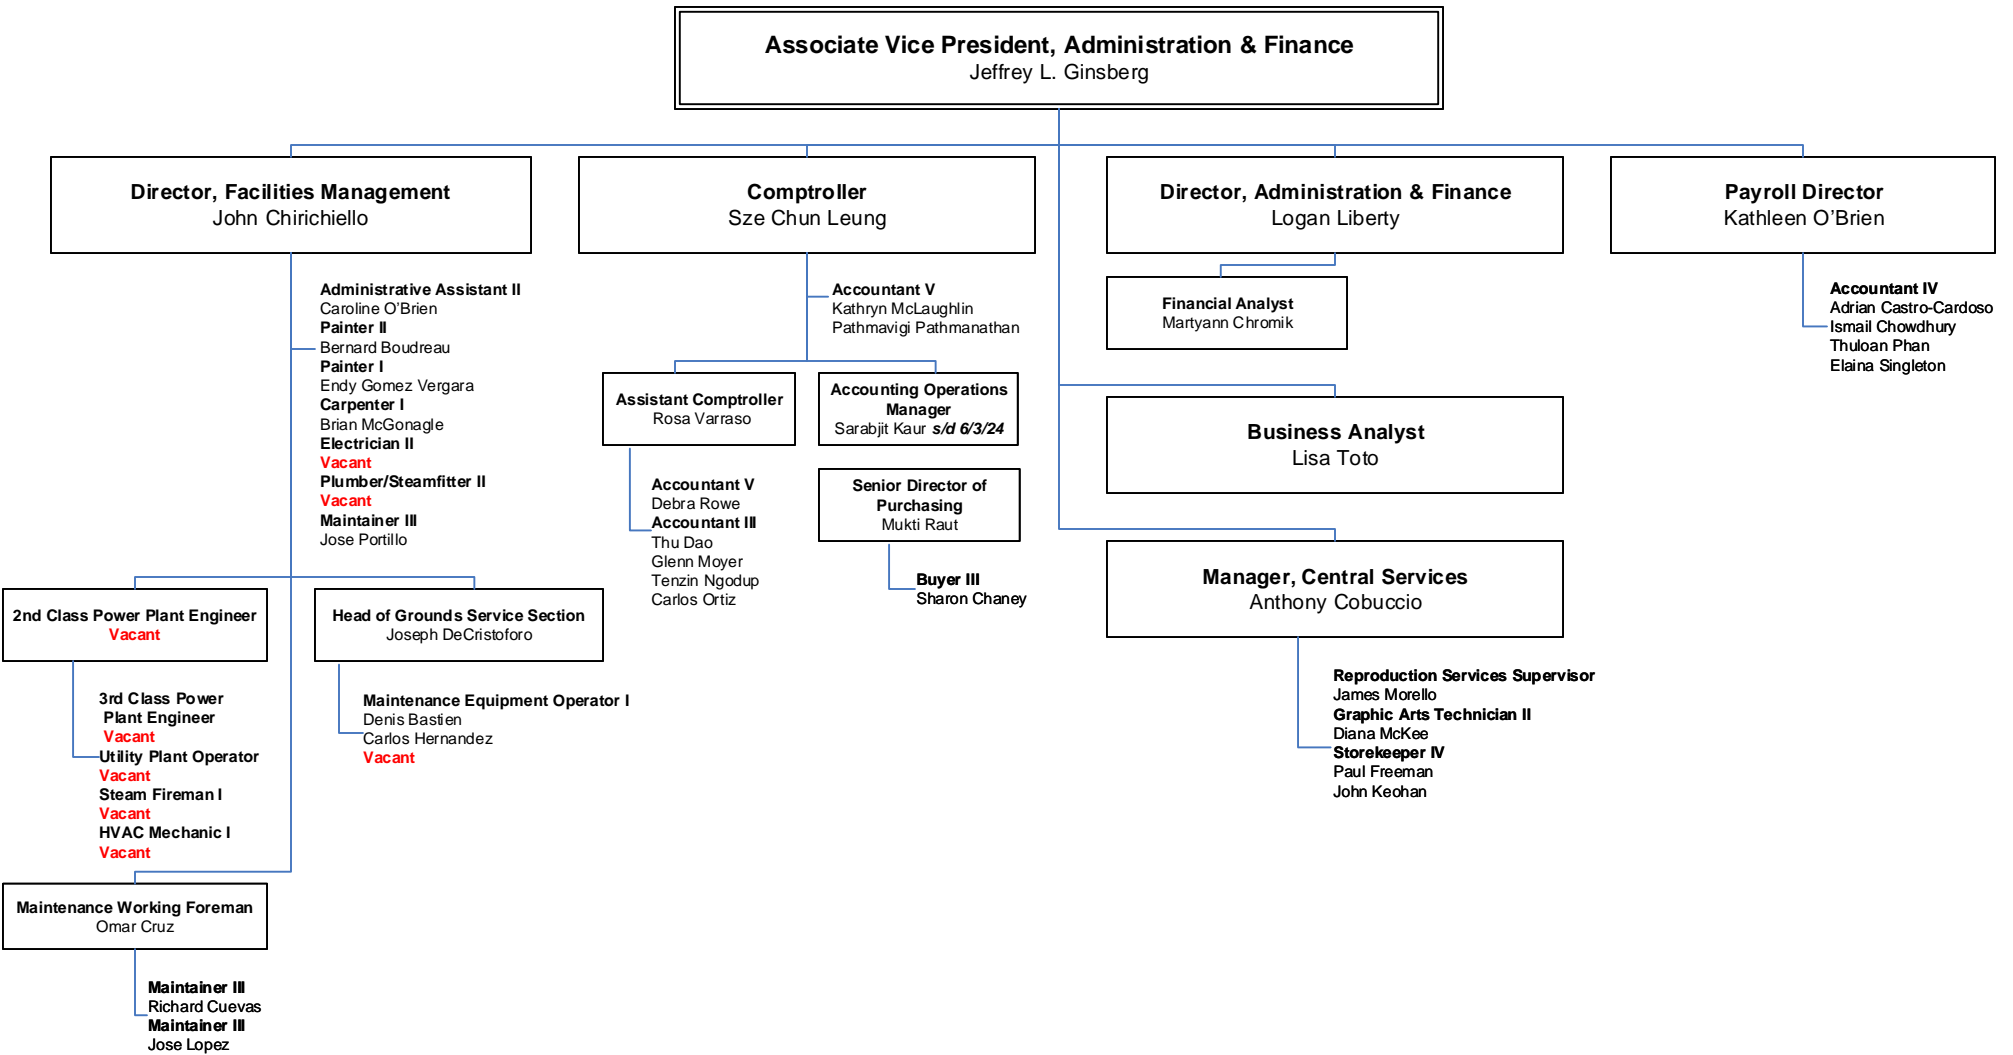 Associate Vice President, Administration & Finance
Jeffrey L. Ginsberg
Director, Facilities Management
John Chirichiello
Comptroller
Sze Chun Leung
Director, Administration & Finance
Logan Liberty
Payroll Director
Kathleen O’Brien
Administrative Assistant II
Caroline O’Brien
Painter II
Bernard Boudreau
Painter I
Endy Gomez Vergara
Carpenter I
Brian McGonagle
Electrician II
Vacant
Plumber/Steamfitter II
Vacant
Maintainer III
Jose Portillo
2nd Class Power Plant Engineer
Vacant
3rd Class Power
Plant Engineer
Vacant
Utility Plant Operator
Vacant
Steam Fireman I
Vacant
HVAC Mechanic I
Vacant
Head of Grounds Service Section
Joseph DeCristoforo
Maintenance Equipment Operator I
Denis Bastien
Carlos Hernandez
Vacant
Maintenance Working Foreman
Omar Cruz
Maintainer III
Richard Cuevas
Maintainer III
Jose Lopez
Accountant V
Kathryn McLaughlin
Pathmavigi Pathmanathan
Assistant Comptroller
Rosa Varraso
Accountant V
Debra Rowe
Accountant III
Thu Dao
Glenn Moyer
Tenzin Ngodup
Carlos Ortiz
Accounting Operations
Manager
Sarabjit Kaur s/d 6/3/24
Senior Director of
Purchasing
Mukti Raut
Buyer III
Sharon Chaney
Financial Analyst
Martyann Chromik
Business Analyst
Lisa Toto
Manager, Central Services
Anthony Cobuccio
Reproduction Services Supervisor
James Morello
Graphic Arts Technician II
Diana McKee
Storekeeper IV
Paul Freeman
John Keohan
Accountant IV
Adrian Castro-Cardoso
Ismail Chowdhury
Thuloan Phan
Elaina Singleton